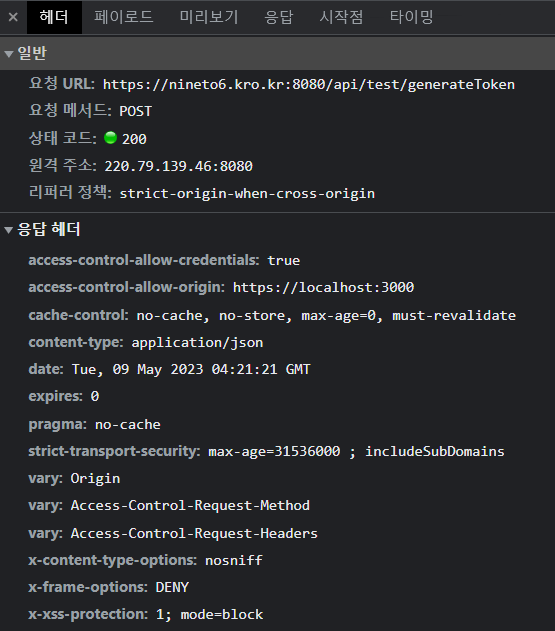 × 헤더 페이로드 미리보기 응답 시작점 타이밍
일반
요청 URL: https://nineto6.kro.kr:8080/api/test/generateToken
요청 메서드: POST
상태 코드: 200
원격 주소: 220.79.139.46:8080
리퍼러 정책: strict-origin-when-cross-origin
응답 헤더
access-control-allow-credentials: true
access-control-allow-origin: https://localhost:3000
cache-control: no-cache, no-store, max-age=0, must-revalidate
content-type: application/json
date: Tue, 09 May 2023 04:21:21 GMT
expires: 0
pragma: no-cache
strict-transport-security: max-age=31536000 ; includeSubDomains
vary: Origin
vary: Access-Control-Request-Method
vary: Access-Control-Request-Headers
x-content-type-options: nosniff
x-frame-options: DENY
x-xss-protection: 1; mode=block